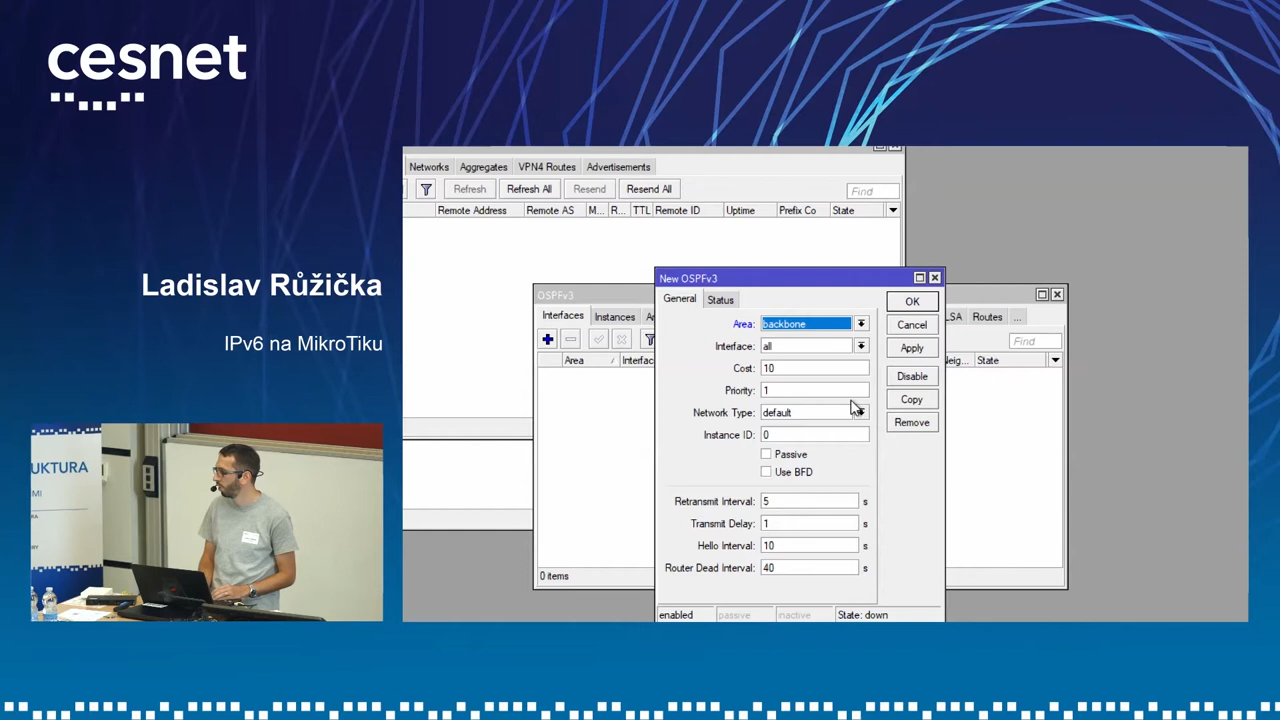 cesnet
Ladislav Růžička
IPv6 na MikroTiku
UKTURA
Networks Aggregates VPN4 Routes Advertisements
Refresh Refresh All Resend Resend All Find
Remote Address Remote AS M... R... TTL Remote ID Uptime Prefix Co State
OSPFv3
Interfaces Instances Ar LSA Routes ...
Find
Area Interfac Neig... State
0 items
New OSPFv3
General Status
Area: backbone
Interface: all
Cost: 10
Priority: 1
Network Type: default
Instance ID: 0
Passive
Use BFD
Retransmit Interval: 5 s
Transmit Delay: 1 s
Hello Interval: 10 s
Router Dead Interval: 40 s
OK
Cancel
Apply
Disable
Copy
Remove
enabled passive inactive State: down